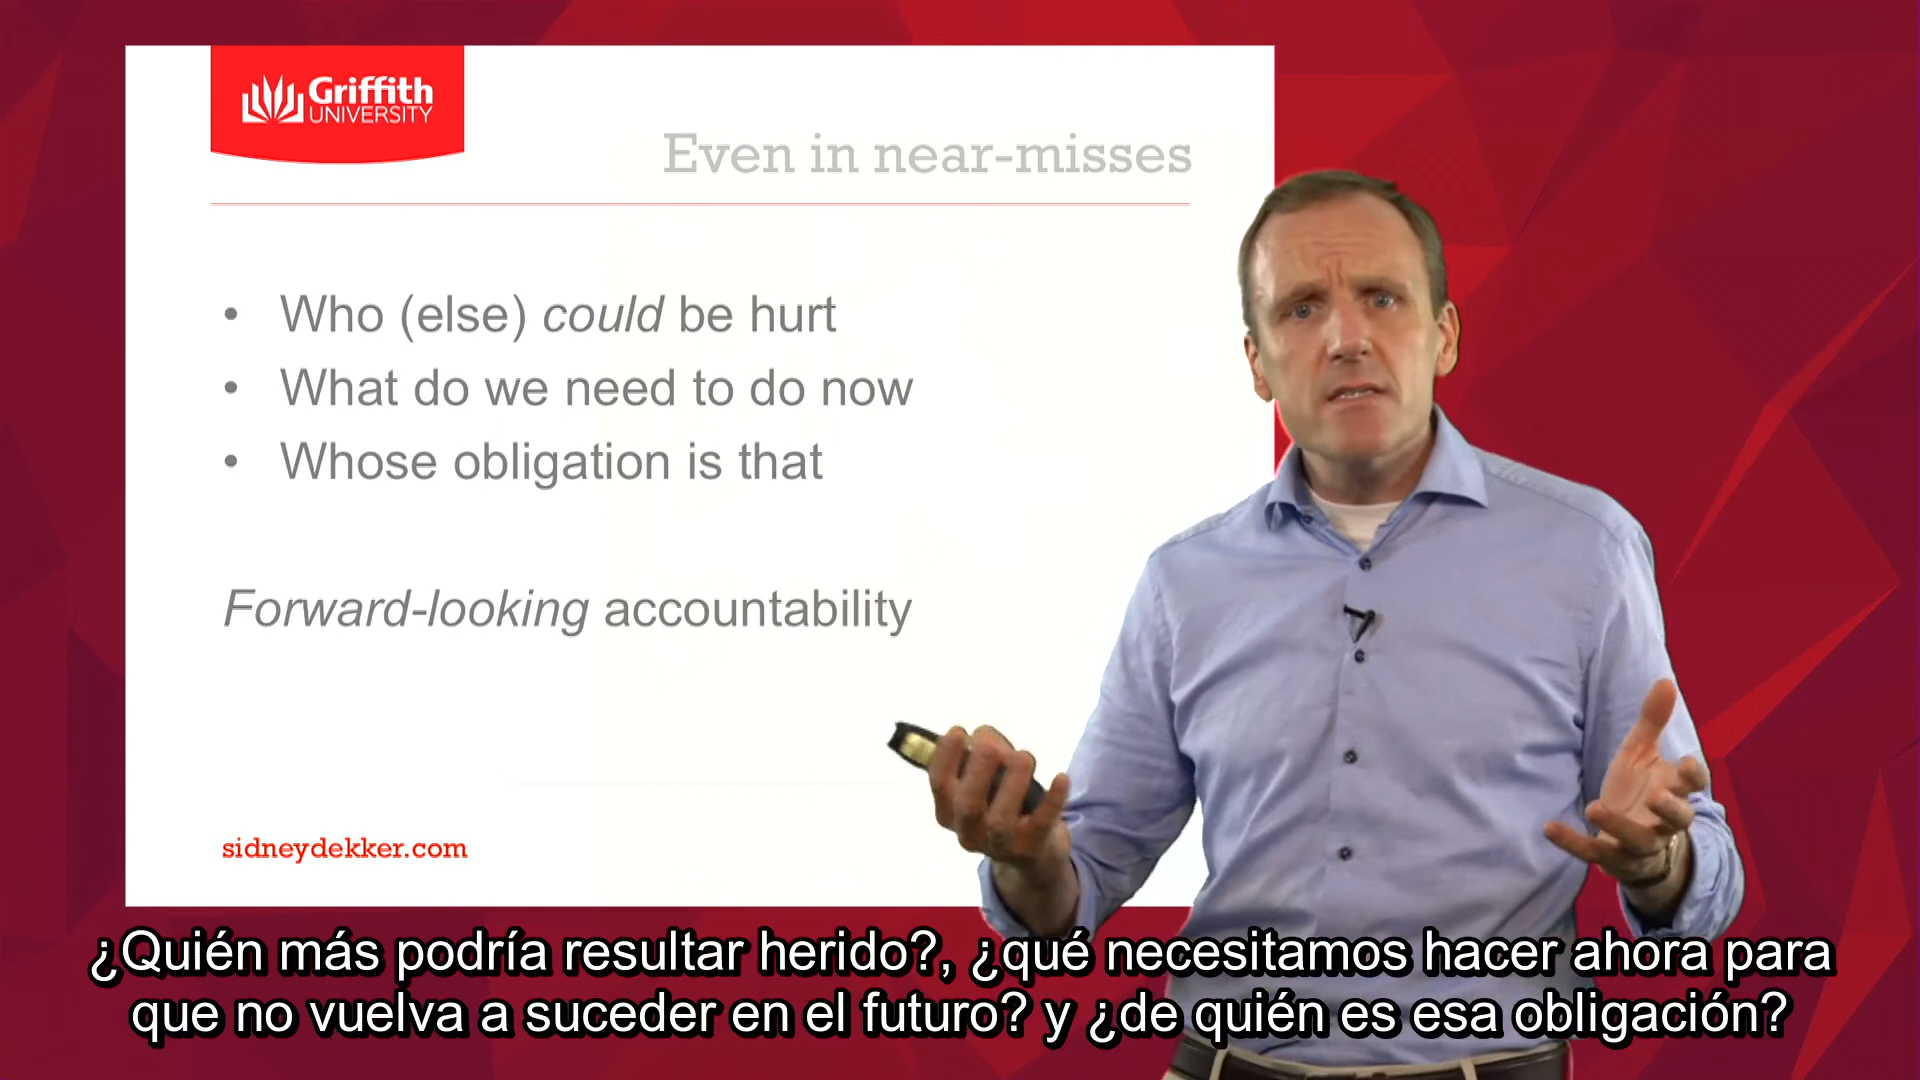 Griffith
UNIVERSITY
Even in near-misses
• Who (else) could be hurt
• What do we need to do now
• Whose obligation is that
Forward-looking accountability
sidneydekker.com
¿Quién más podría resultar herido?, ¿qué necesitamos hacer ahora para
que no vuelva a suceder en el futuro? y ¿de quién es esa obligación?